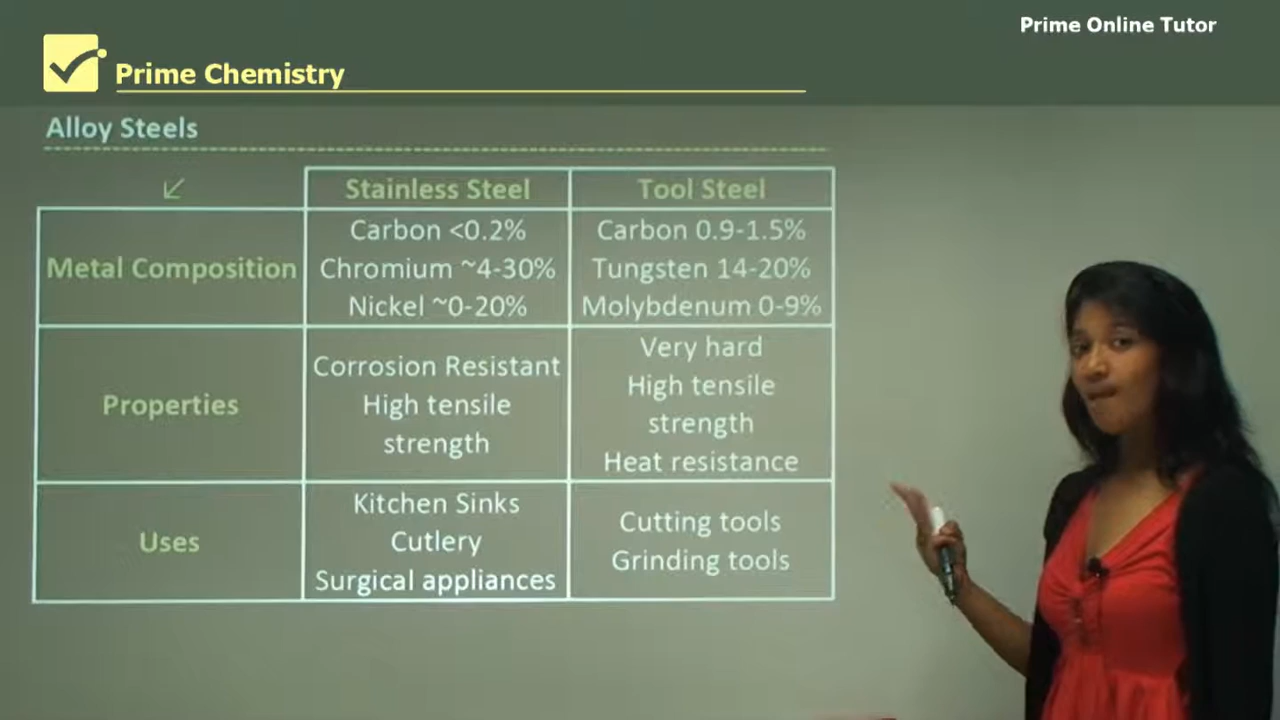 Prime Online Tutor
Prime Chemistry
Alloy Steels
Stainless Steel
Tool Steel
Metal Composition
Carbon <0.2%
Chromium ~4-30%
Nickel ~0-20%
Carbon 0.9-1.5%
Tungsten 14-20%
Molybdenum 0-9%
Properties
Corrosion Resistant
High tensile
strength
Very hard
High tensile
strength
Heat resistance
Uses
Kitchen Sinks
Cutlery
Surgical appliances
Cutting tools
Grinding tools